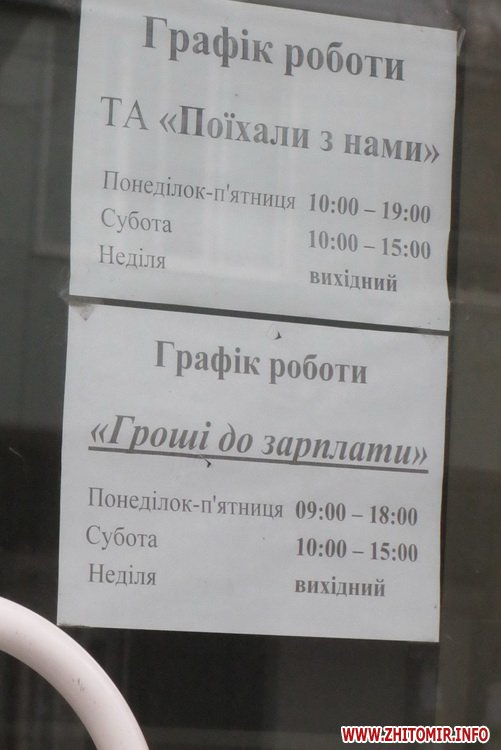 Графік роботи
ТА «Поїхали з нами»
Понеділок-п'ятниця 10:00 – 19:00
Субота 10:00 – 15:00
Неділя вихідний
Графік роботи
«Гроші до зарплати»
Понеділок-п'ятниця 09:00 – 18:00
Субота 10:00 – 15:00
Неділя вихідний
WWW.ZHITOMIR.INFO